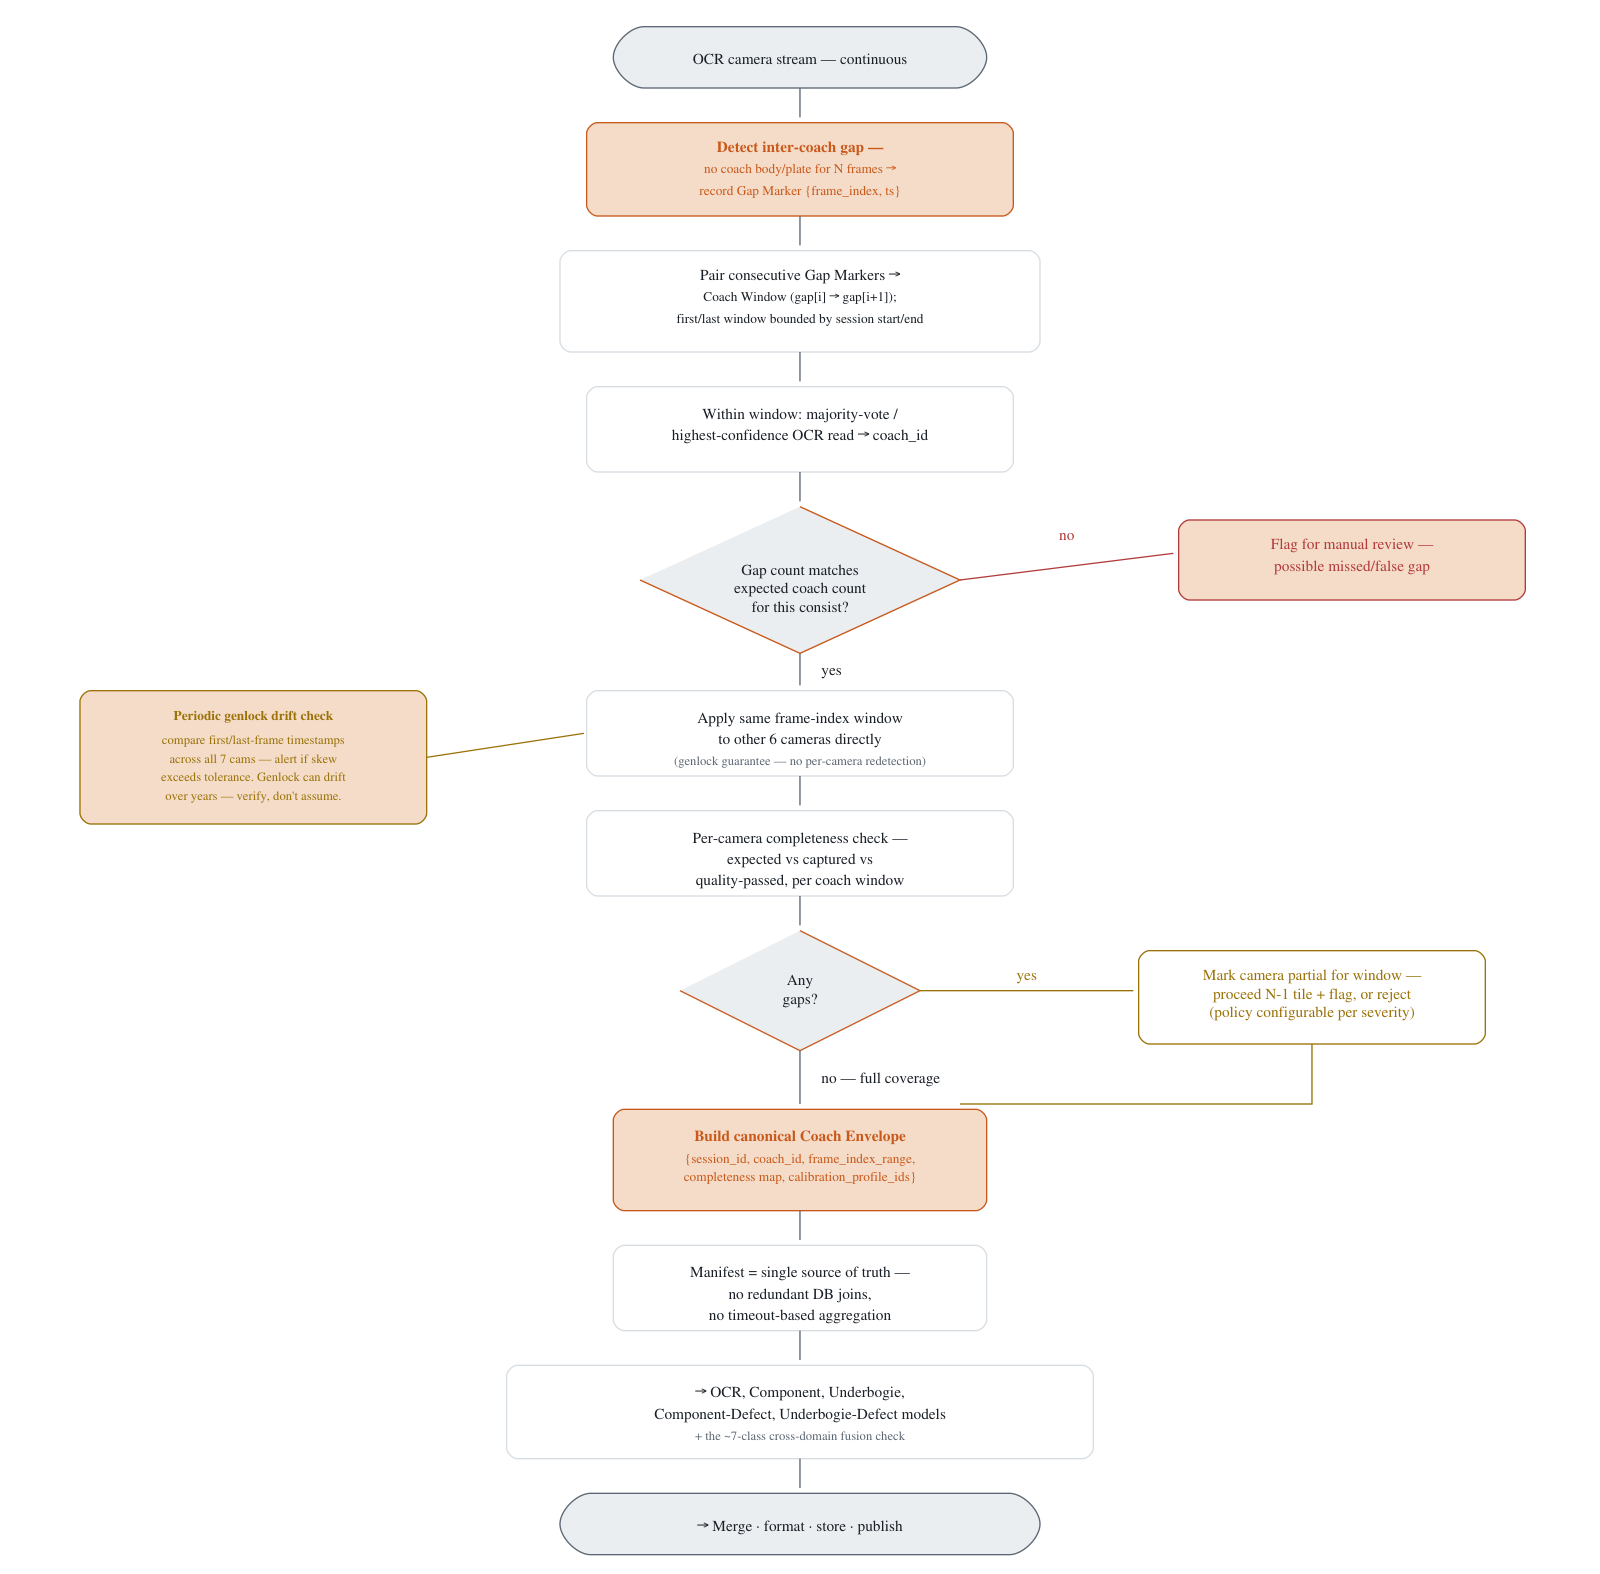 OCR camera stream — continuous
Detect inter-coach gap —
no coach body/plate for N frames →
record Gap Marker {frame_index, ts}
Pair consecutive Gap Markers →
Coach Window (gap[i] → gap[i+1]);
first/last window bounded by session start/end
Within window: majority-vote /
highest-confidence OCR read → coach_id
Gap count matches
expected coach count
for this consist?
no
Flag for manual review —
possible missed/false gap
yes
Periodic genlock drift check
compare first/last-frame timestamps
across all 7 cams — alert if skew
exceeds tolerance. Genlock can drift
over years — verify, don't assume.
Apply same frame-index window
to other 6 cameras directly
(genlock guarantee — no per-camera redetection)
Per-camera completeness check —
expected vs captured vs
quality-passed, per coach window
Any
gaps?
yes
Mark camera partial for window —
proceed N-1 tile + flag, or reject
(policy configurable per severity)
no — full coverage
Build canonical Coach Envelope
{session_id, coach_id, frame_index_range,
completeness map, calibration_profile_ids}
Manifest = single source of truth —
no redundant DB joins,
no timeout-based aggregation
→ OCR, Component, Underbogie,
Component-Defect, Underbogie-Defect models
+ the ~7-class cross-domain fusion check
→ Merge · format · store · publish